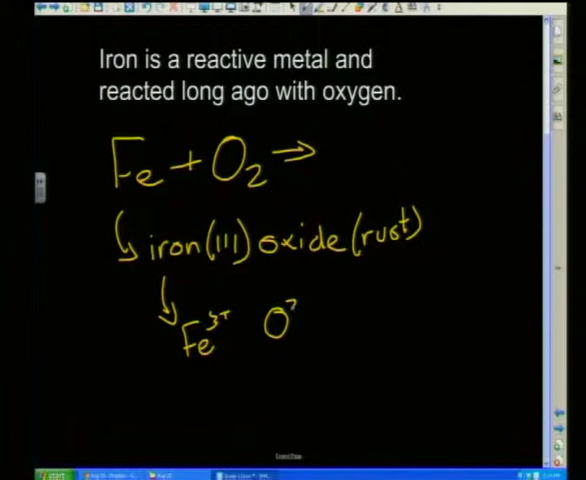 Iron is a reactive metal and
reacted long ago with oxygen.
Fe + O₂ →
iron(III) oxide (rust)
Fe³⁺ O²